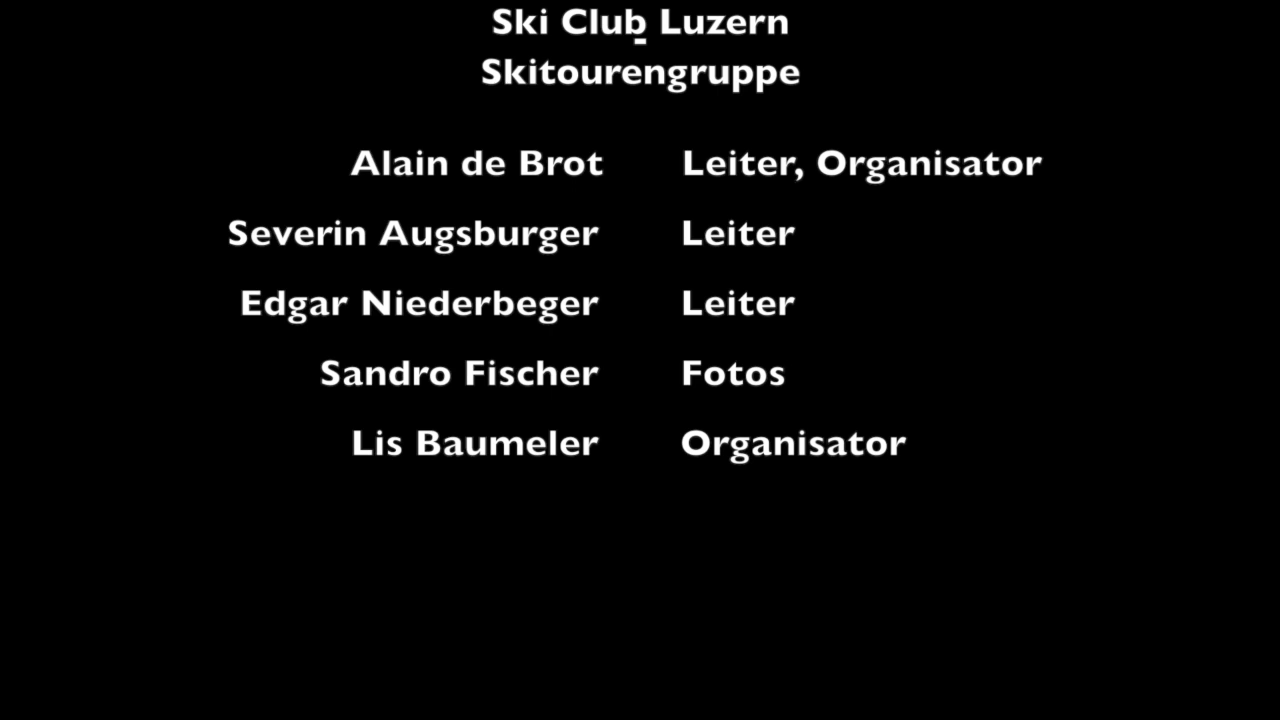 Ski Club Luzern
-
Skitourengruppe
Alain de Brot Leiter, Organisator
Severin Augsburger Leiter
Edgar Niederbeger Leiter
Sandro Fischer Fotos
Lis Baumeler Organisator